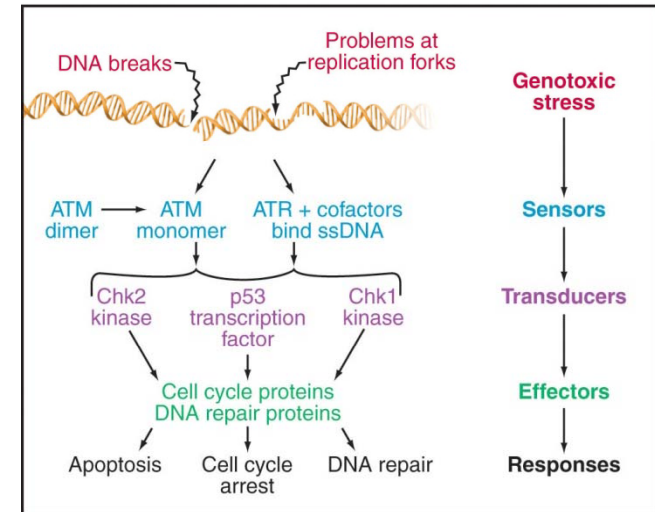 DNA breaks
Problems at
replication forks
Genotoxic
stress
ATM
dimer
ATM
monomer
ATR + cofactors
bind ssDNA
Sensors
Chk2
kinase
p53
transcription
factor
Chk1
kinase
Transducers
Cell cycle proteins
DNA repair proteins
Effectors
Apoptosis
Cell cycle
arrest
DNA repair
Responses